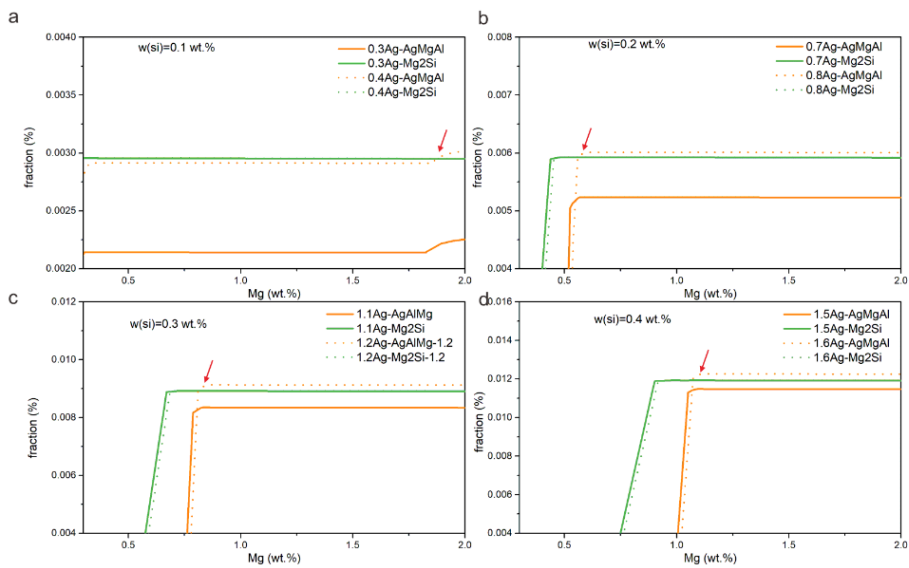 a
w(si)=0.1 wt.%
0.3Ag-AgMgAl
0.3Ag-Mg2Si
0.4Ag-AgMgAl
0.4Ag-Mg2Si
0.0040
0.0035
0.0030
0.0025
0.0020
fraction (%)
0.5
1.0
1.5
2.0
Mg (wt.%)
b
w(si)=0.2 wt.%
0.7Ag-AgMgAl
0.7Ag-Mg2Si
0.8Ag-AgMgAl
0.8Ag-Mg2Si
0.008
0.007
0.006
0.005
0.004
fraction (%)
0.5
1.0
1.5
2.0
Mg (wt.%)
c
w(si)=0.3 wt.%
1.1Ag-AgAlMg
1.1Ag-Mg2Si
1.2Ag-AgAlMg-1.2
1.2Ag-Mg2Si-1.2
0.012
0.010
0.008
0.006
0.004
fraction (%)
0.5
1.0
1.5
2.0
Mg (wt.%)
d
w(si)=0.4 wt.%
1.5Ag-AgMgAl
1.5Ag-Mg2Si
1.6Ag-AgMgAl
1.6Ag-Mg2Si
0.016
0.014
0.012
0.010
0.008
0.006
0.004
fraction (%)
0.5
1.0
1.5
2.0
Mg (wt.%)